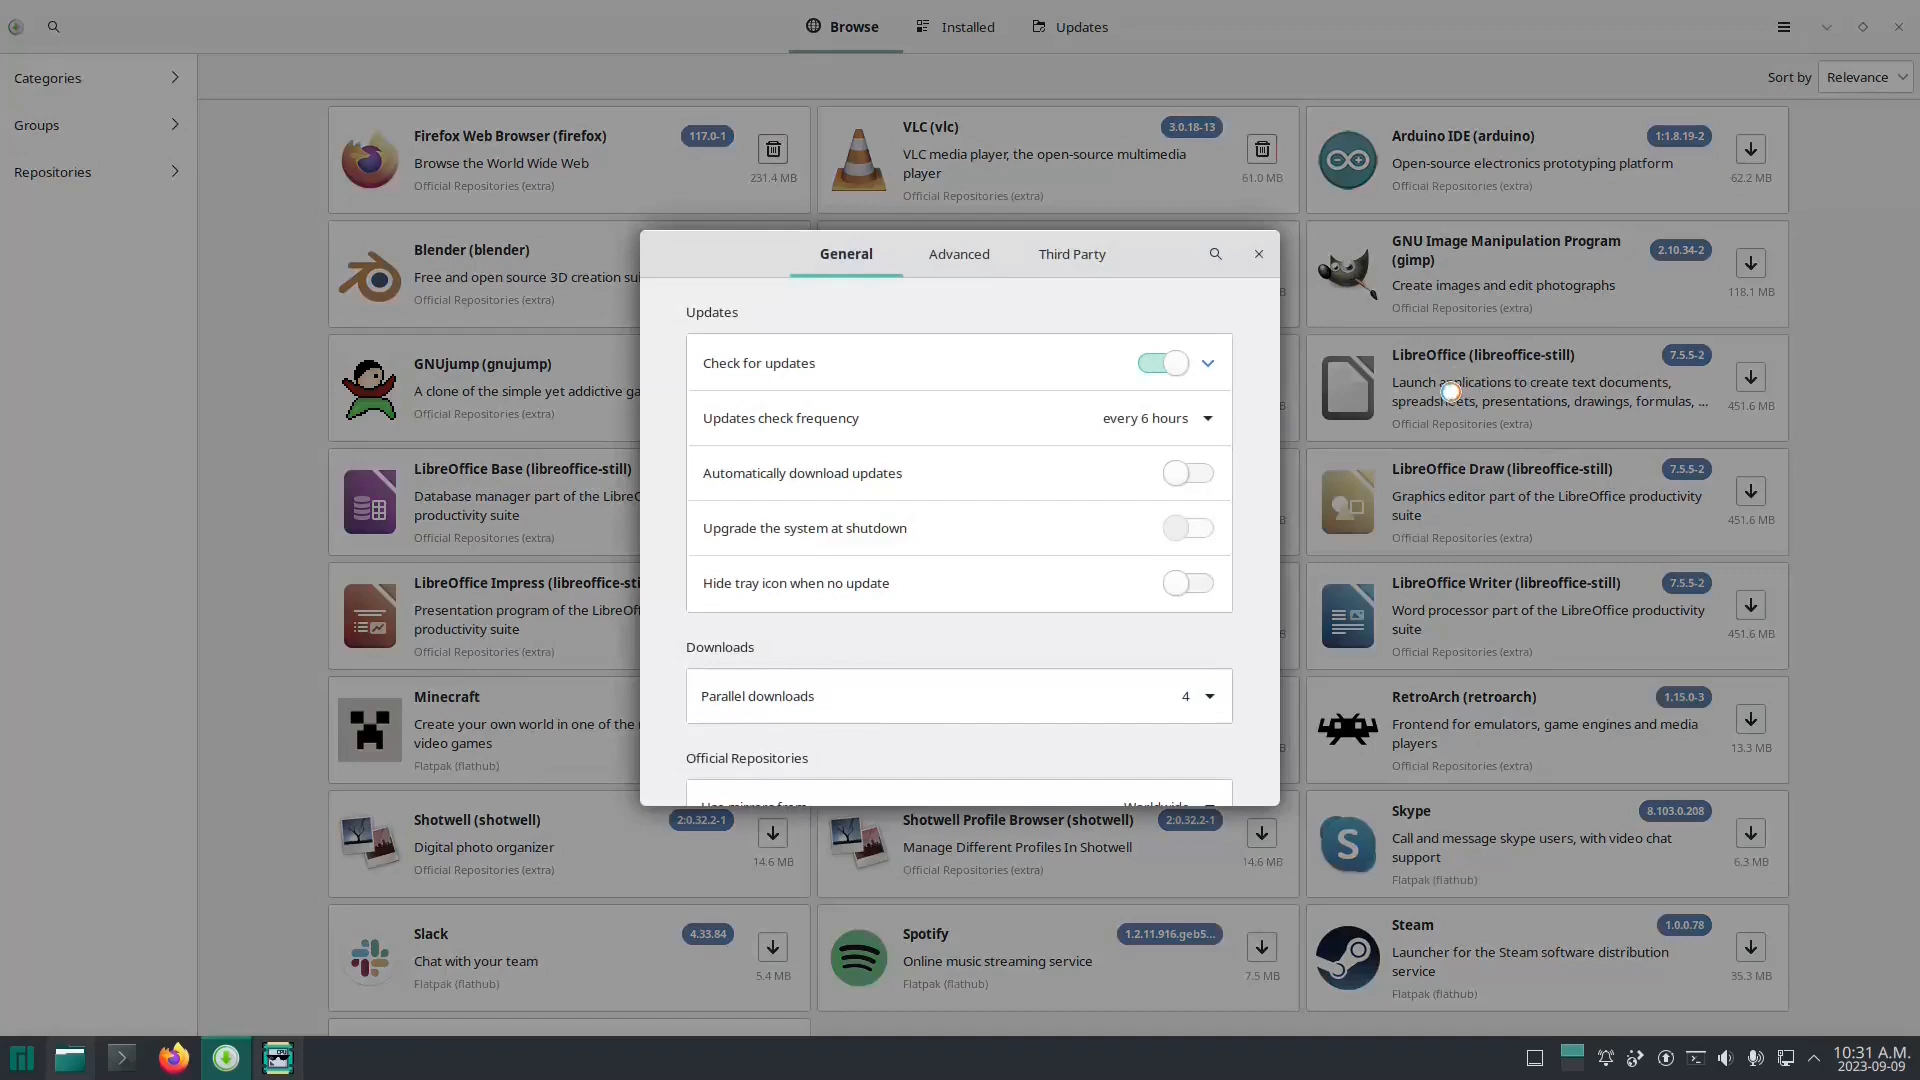 Browse
Installed
Updates
Categories
Groups
Repositories
Sort by
Relevance
Firefox Web Browser (firefox)
117.0-1
Browse the World Wide Web
Official Repositories (extra)
231.4 MB
VLC (vlc)
3.0.18-13
VLC media player, the open-source multimedia
player
Official Repositories (extra)
61.0 MB
Arduino IDE (arduino)
1:1.8.19-2
Open-source electronics prototyping platform
Official Repositories (extra)
62.2 MB
Blender (blender)
Free and open source 3D creation sui
Official Repositories (extra)
GNU Image Manipulation Program
(gimp)
2.10.34-2
Create images and edit photographs
Official Repositories (extra)
118.1 MB
GNUjump (gnujump)
A clone of the simple yet addictive ga
Official Repositories (extra)
LibreOffice (libreoffice-still)
7.5.5-2
Launch applications to create text documents,
spreadsheets, presentations, drawings, formulas, ...
Official Repositories (extra)
451.6 MB
LibreOffice Base (libreoffice-still)
Database manager part of the LibreO
productivity suite
Official Repositories (extra)
LibreOffice Draw (libreoffice-still)
7.5.5-2
Graphics editor part of the LibreOffice productivity
suite
Official Repositories (extra)
451.6 MB
LibreOffice Impress (libreoffice-sti
Presentation program of the LibreOf
productivity suite
Official Repositories (extra)
LibreOffice Writer (libreoffice-still)
7.5.5-2
Word processor part of the LibreOffice productivity
suite
Official Repositories (extra)
451.6 MB
Minecraft
Create your own world in one of the
video games
Flatpak (flathub)
RetroArch (retroarch)
1.15.0-3
Frontend for emulators, game engines and media
players
Official Repositories (extra)
13.3 MB
General
Advanced
Third Party
Updates
Check for updates
Updates check frequency
every 6 hours
Automatically download updates
Upgrade the system at shutdown
Hide tray icon when no update
Downloads
Parallel downloads
4
Official Repositories
Use mirrors from
Worldwide
Shotwell (shotwell)
2:0.32.2-1
Digital photo organizer
Official Repositories (extra)
14.6 MB
Shotwell Profile Browser (shotwell)
2:0.32.2-1
Manage Different Profiles In Shotwell
Official Repositories (extra)
14.6 MB
Skype
8.103.0.208
Call and message skype users, with video chat
support
Flatpak (flathub)
6.3 MB
Slack
4.33.84
Chat with your team
Flatpak (flathub)
5.4 MB
Spotify
1.2.11.916.geb5...
Online music streaming service
Flatpak (flathub)
7.5 MB
Steam
1.0.0.78
Launcher for the Steam software distribution
service
Flatpak (flathub)
35.3 MB
CPU
10:31 A.M.
2023-09-09